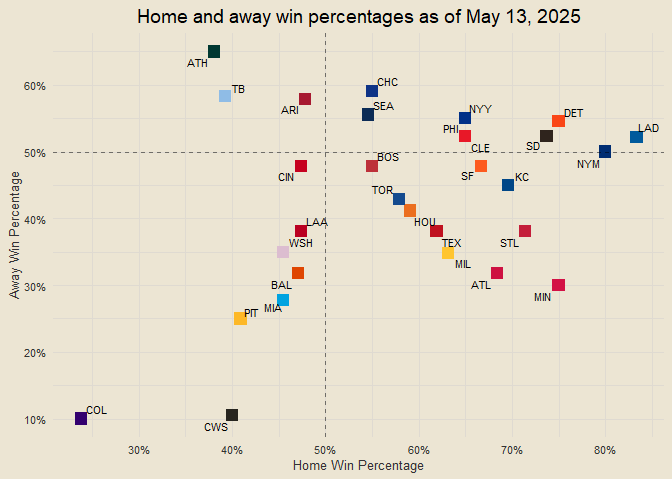 Home and away win percentages as of May 13, 2025
Away Win Percentage
60%
50%
40%
30%
20%
10%
ATH
TB
ARI
CHC
SEA
NYY
PHI
CLE
DET
SD
LAD
NYM
CIN
BOS
SF
KC
TOR
HOU
LAA
WSH
TEX
STL
MIL
BAL
ATL
MIN
MIA
PIT
COL
CWS
30%
40%
50%
60%
70%
80%
Home Win Percentage